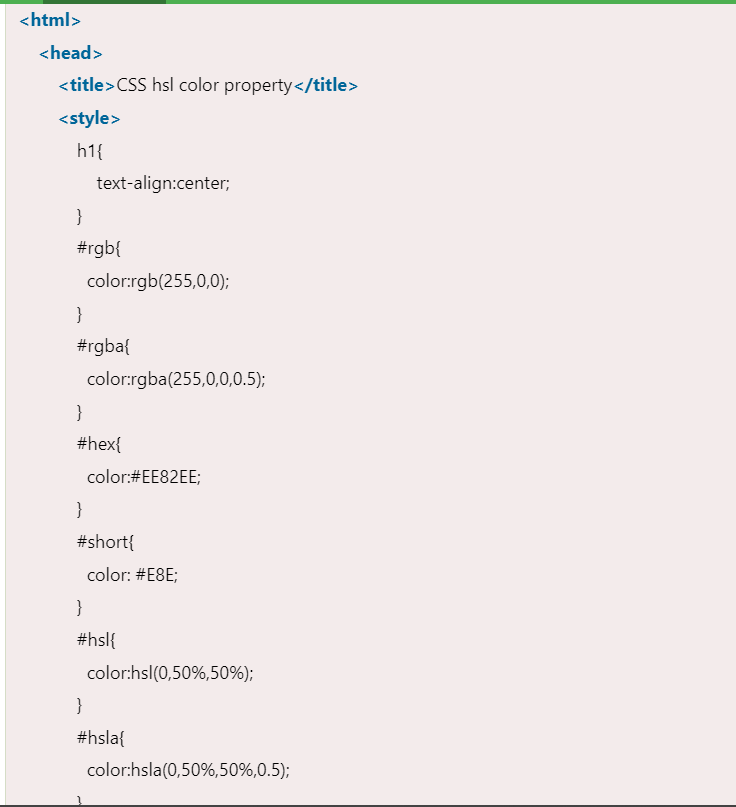 <html>
<head>
<title>CSS hsl color property</title>
<style>
h1{
text-align:center;
}
#rgb{
color:rgb(255,0,0);
}
#rgba{
color:rgba(255,0,0,0.5);
}
#hex{
color:#EE82EE;
}
#short{
color: #E8E;
}
#hsl{
color:hsl(0,50%,50%);
}
#hsla{
color:hsla(0,50%,50%,0.5);
}